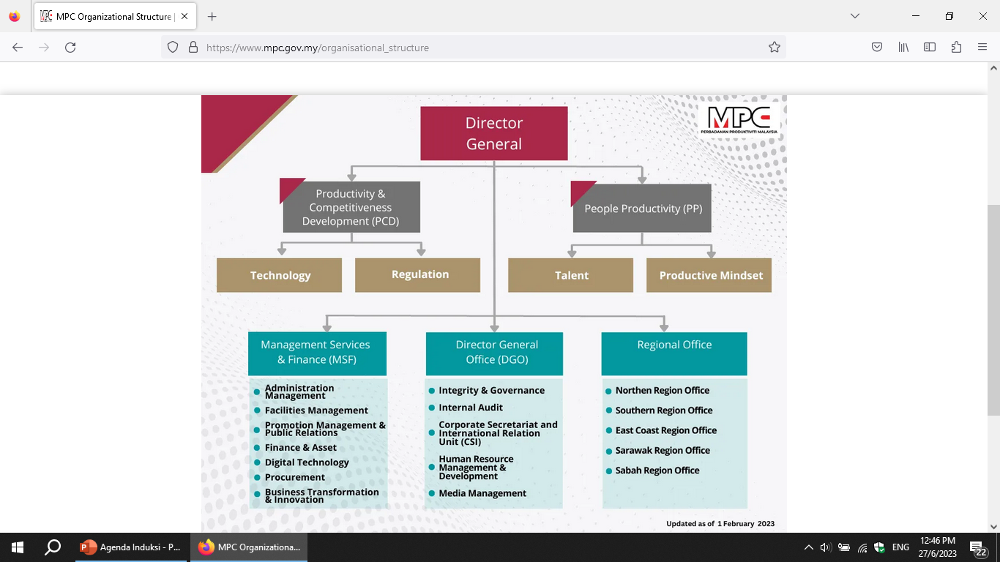 MPC Organizational Structure |
https://www.mpc.gov.my/organisational_structure
MPC
PERBADANAN PRODUKTIVITI MALAYSIA
Director
General
Productivity &
Competitiveness
Development (PCD)
People Productivity (PP)
Technology
Regulation
Talent
Productive Mindset
Management Services
& Finance (MSF)
Administration
Management
Facilities Management
Promotion Management &
Public Relations
Finance & Asset
Digital Technology
Procurement
Business Transformation
& Innovation
Director General
Office (DGO)
Integrity & Governance
Internal Audit
Corporate Secretariat and
International Relation
Unit (CSI)
Human Resource
Management &
Development
Media Management
Regional Office
Northen Region Office
Southern Region Office
East Coast Region Office
Sarawak Region Office
Sabah Region Office
Updated as of 1 February 2023
Agenda Induksi - P...
MPC Organizationa...
ENG
12:46 PM
27/6/2023
22